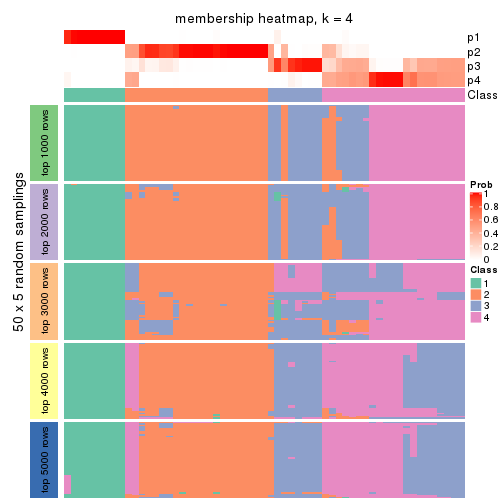 membership heatmap, k = 4
p1
p2
p3
p4
Class
50 x 5 random samplings
top 1000 rows
top 2000 rows
top 3000 rows
top 4000 rows
top 5000 rows
Prob
1
0.8
0.6
0.4
0.2
0
Class
1
2
3
4